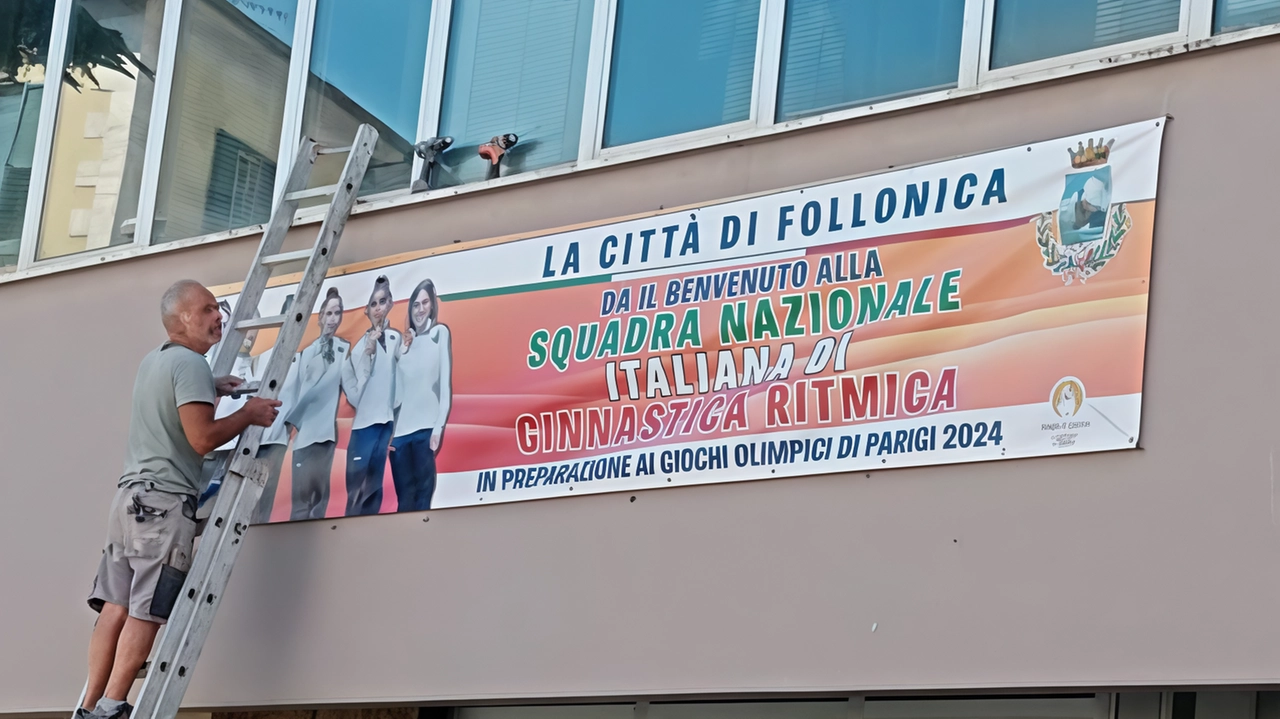 LA CITTÀ DI FOLLONICA
DA IL BENVENUTO ALLA
SQUADRA NAZIONALE
ITALIANA DI
GINNASTICA RITMICA
IN PREPARAZIONE AI GIOCHI OLIMPICI DI PARIGI 2024